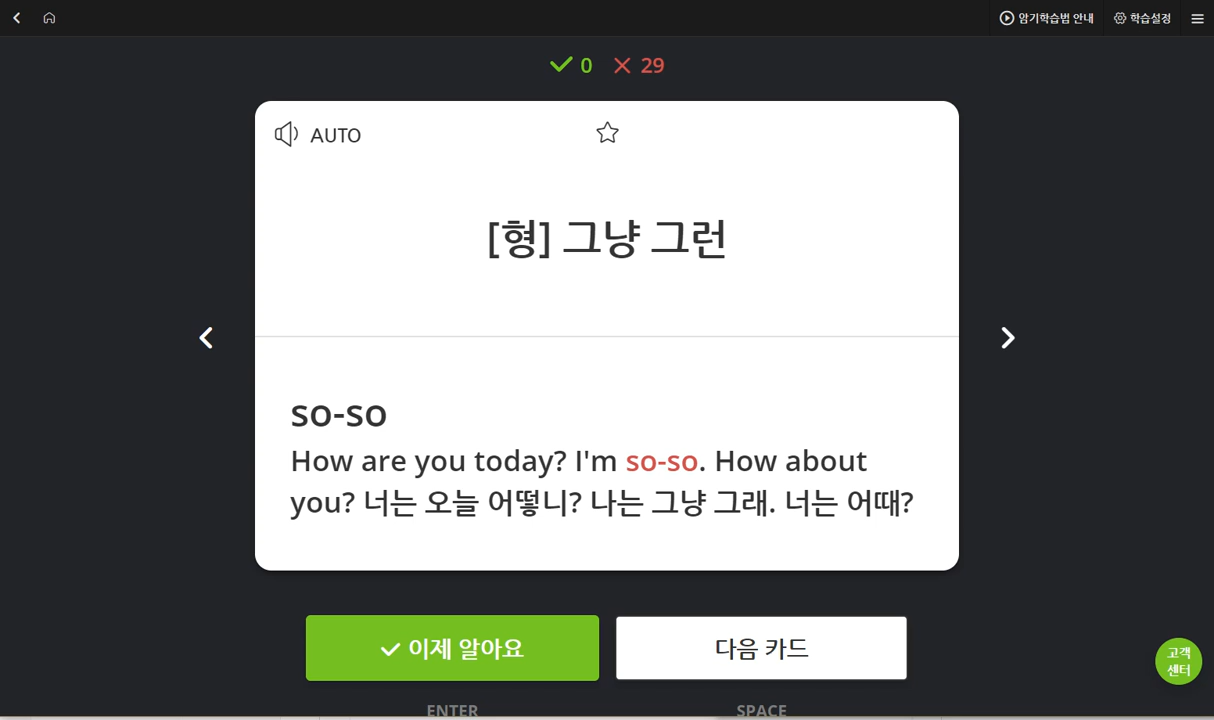 암기학습법 안내 학습설정
0 29
AUTO
[형] 그냥 그런
so-so
How are you today? I'm so-so. How about
you? 너는 오늘 어떻니? 나는 그냥 그래. 너는 어때?
이제 알아요 다음 카드
고객
센터
ENTER SPACE